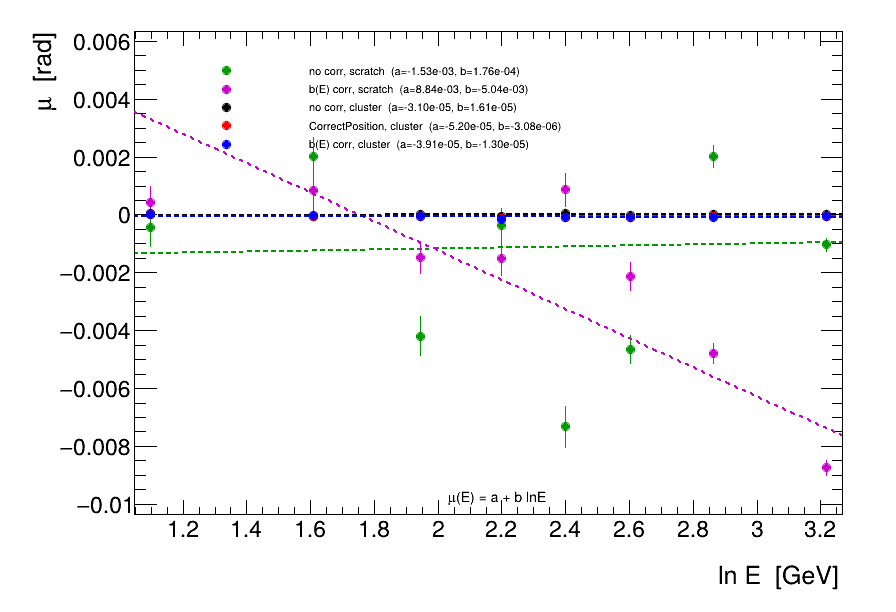 μ [rad]
0.006
0.004
0.002
0
−0.002
−0.004
−0.006
−0.008
−0.01
no corr, scratch (a=-1.53e-03, b=1.76e-04)
b(E) corr, scratch (a=8.84e-03, b=-5.04e-03)
no corr, cluster (a=-3.10e-05, b=1.61e-05)
CorrectPosition, cluster (a=-5.20e-05, b=-3.08e-06)
b(E) corr, cluster (a=-3.91e-05, b=-1.30e-05)
μ(E) = a + b lnE
1.2 1.4 1.6 1.8 2 2.2 2.4 2.6 2.8 3 3.2
ln E [GeV]